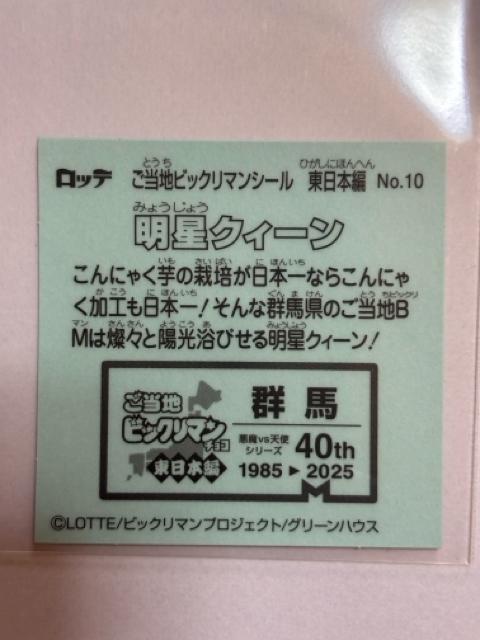 ロッテ ご当地ビックリマンシール 東日本編 No.10
明星クィーン
こんにゃく芋の栽培が日本一ならこんにゃ
く加工も日本一！そんな群馬県のご当地B
Mは燦々と陽光浴びせる明星クィーン！
ご当地
ビックリマン
チョコ
東日本編
群馬
悪魔vs天使
シリーズ 40th
1985▶2025
©LOTTE/ビックリマンプロジェクト/グリーンハウス